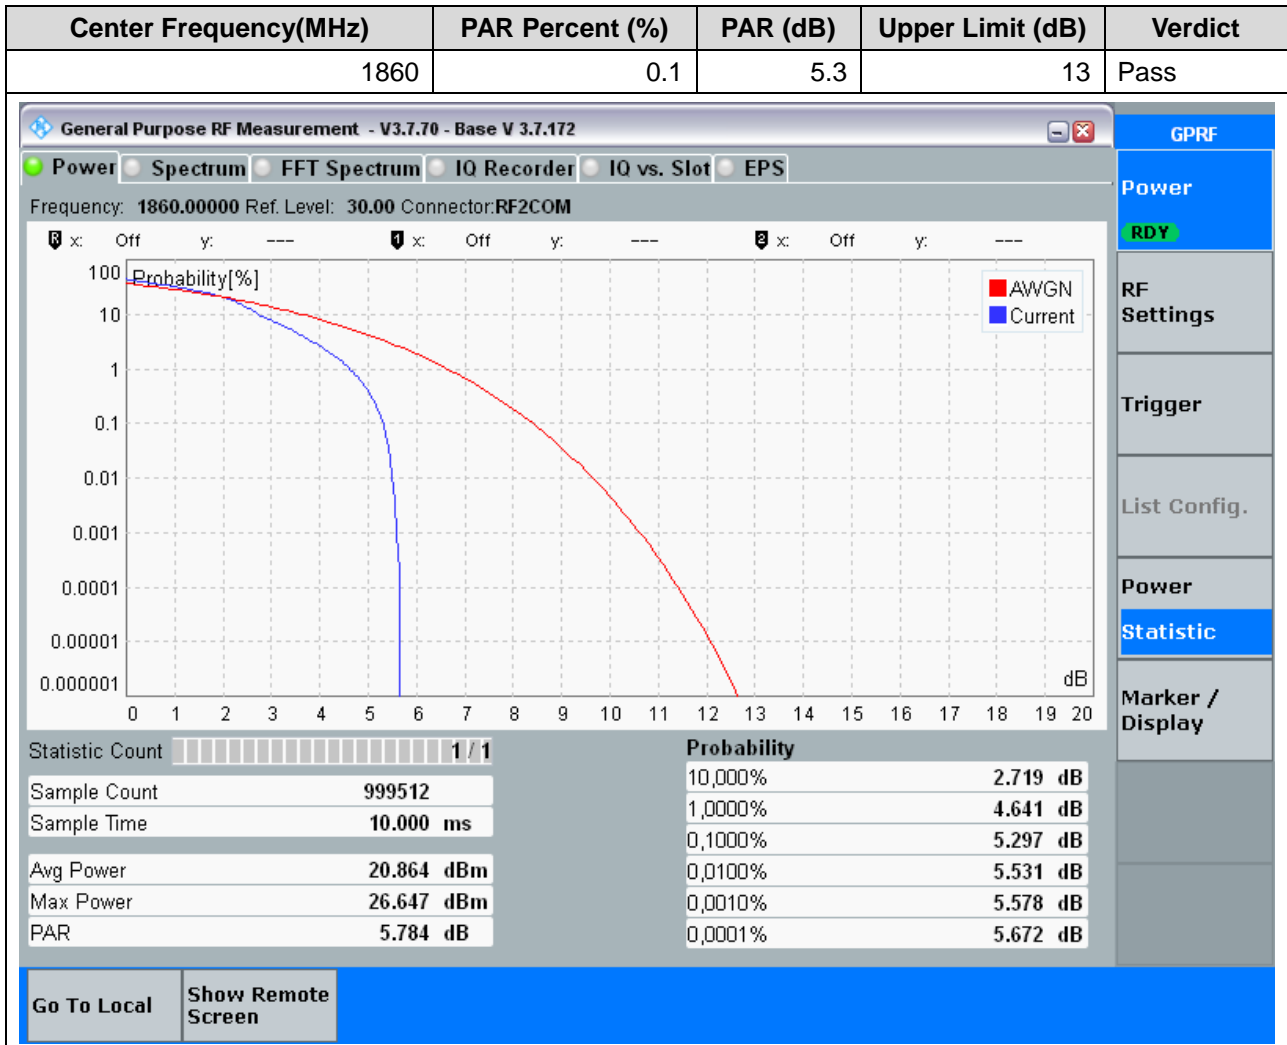 Center Frequency(MHz) PAR Percent (%) PAR (dB) Upper Limit (dB) Verdict
1860 0.1 5.3 13 Pass
General Purpose RF Measurement - V3.7.70 - Base V 3.7.172
GPRF
Power Spectrum FFT Spectrum IQ Recorder IQ vs. Slot EPS
Power
RDY
Frequency: 1860.00000 Ref. Level: 30.00 Connector:RF2COM
R x: Off y: --- 1 x: Off y: --- 2 x: Off y: ---
Probability[%]
AWGN
Current
100
10
1
0.1
0.01
0.001
0.0001
0.00001
0.000001
dB
0 1 2 3 4 5 6 7 8 9 10 11 12 13 14 15 16 17 18 19 20
RF
Settings
Trigger
List Config.
Power
Statistic
Marker /
Display
Statistic Count 1 / 1
Sample Count 999512
Sample Time 10.000 ms
Avg Power 20.864 dBm
Max Power 26.647 dBm
PAR 5.784 dB
Probability
10,000% 2.719 dB
1,0000% 4.641 dB
0,1000% 5.297 dB
0,0100% 5.531 dB
0,0010% 5.578 dB
0,0001% 5.672 dB
Go To Local
Show Remote
Screen